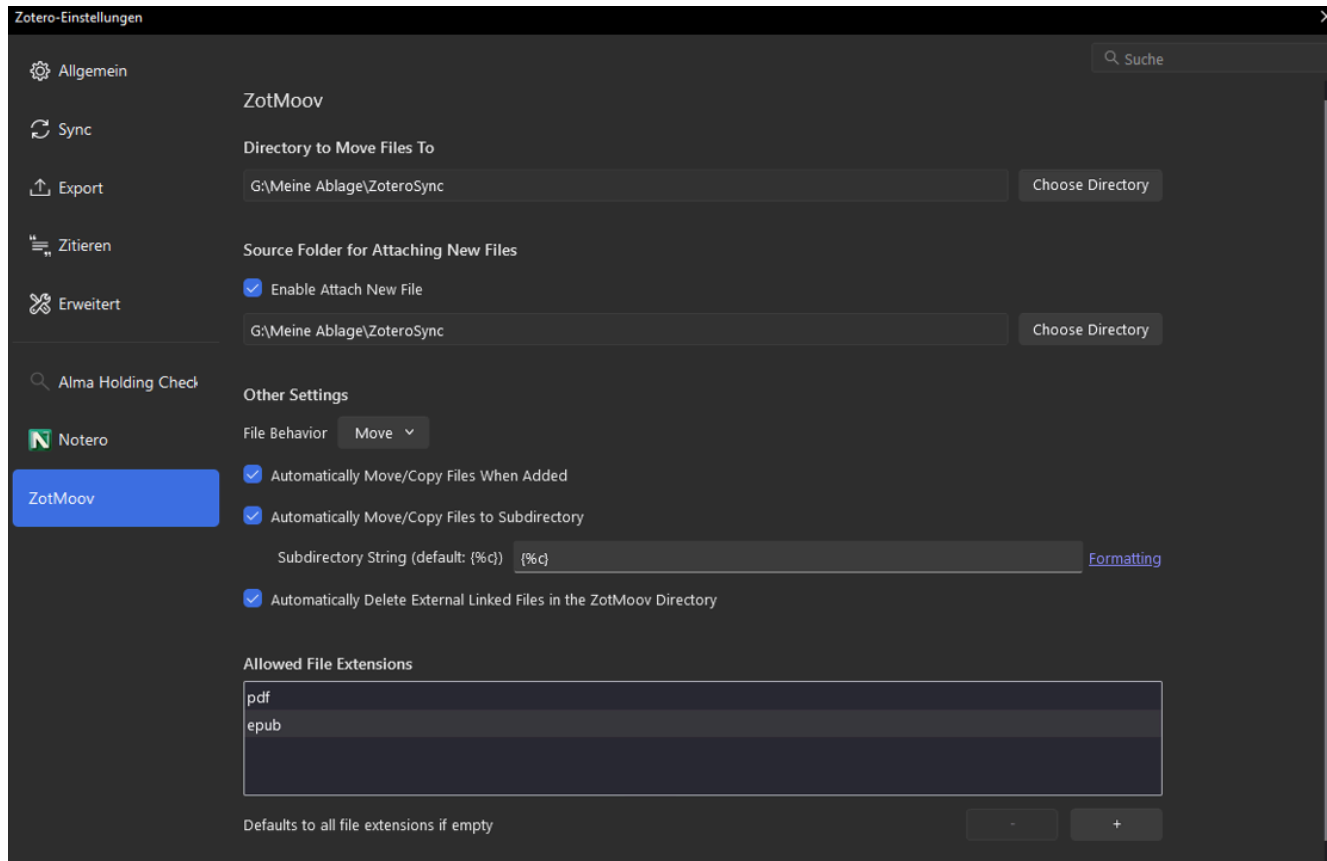 Zotero-Einstellungen
Suche
Allgemein
Sync
Export
Zitieren
Erweitert
Alma Holding Check
Notero
ZotMoov
ZotMoov
Directory to Move Files To
G:\Meine Ablage\ZoteroSync
Choose Directory
Source Folder for Attaching New Files
Enable Attach New File
G:\Meine Ablage\ZoteroSync
Choose Directory
Other Settings
File Behavior Move
Automatically Move/Copy Files When Added
Automatically Move/Copy Files to Subdirectory
Subdirectory String (default: {%c}) {%c} Formatting
Automatically Delete External Linked Files in the ZotMoov Directory
Allowed File Extensions
pdf
epub
Defaults to all file extensions if empty
- +